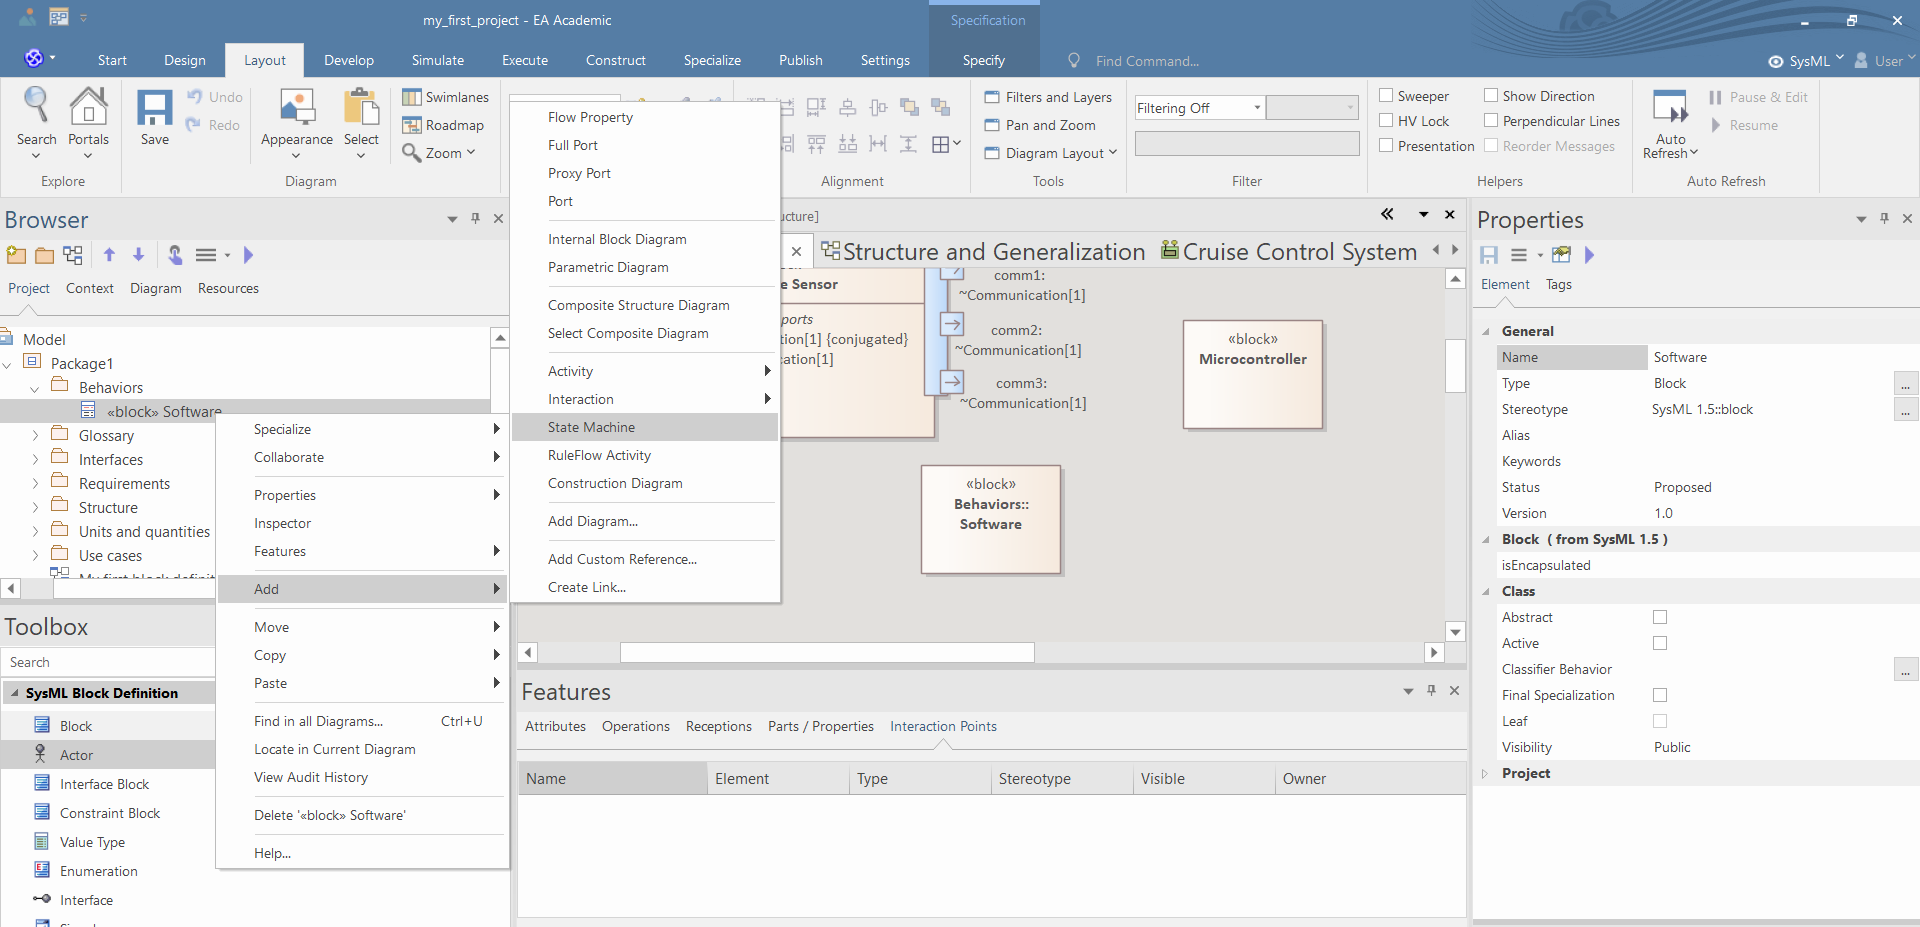 my_first_project - EA Academic
Specification
Start
Design
Layout
Develop
Simulate
Execute
Construct
Specialize
Publish
Settings
Specify
Find Command...
SysML
User
Search
Portals
Explore
Save
Undo
Redo
Appearance
Select
Swimlanes
Roadmap
Zoom
Diagram
Alignment
Filters and Layers
Pan and Zoom
Diagram Layout
Tools
Filtering Off
Filter
Sweeper
HV Lock
Presentation
Show Direction
Perpendicular Lines
Reorder Messages
Helpers
Auto
Refresh
Pause & Edit
Resume
Auto Refresh
Browser
Project
Context
Diagram
Resources
Model
Package1
Behaviors
«block» Software
Glossary
Interfaces
Requirements
Structure
Units and quantities
Use cases
Toolbox
Search
SysML Block Definition
Block
Actor
Interface Block
Constraint Block
Value Type
Enumeration
Interface
Specialize
Collaborate
Properties
Inspector
Features
Add
Move
Copy
Paste
Find in all Diagrams... Ctrl+U
Locate in Current Diagram
View Audit History
Delete '«block» Software'
Help...
Flow Property
Full Port
Proxy Port
Port
Internal Block Diagram
Parametric Diagram
Composite Structure Diagram
Select Composite Diagram
Activity
Interaction
State Machine
RuleFlow Activity
Construction Diagram
Add Diagram...
Add Custom Reference...
Create Link...
ucture]
Structure and Generalization
Cruise Control System
e Sensor
ports
tion[1] {conjugated}
ication[1]
comm1:
~Communication[1]
comm2:
~Communication[1]
comm3:
~Communication[1]
«block»
Microcontroller
«block»
Behaviors::
Software
Features
Attributes
Operations
Receptions
Parts / Properties
Interaction Points
Name
Element
Type
Stereotype
Visible
Owner
Properties
Element
Tags
General
Name Software
Type Block ...
Stereotype SysML 1.5::block ...
Alias
Keywords
Status Proposed
Version 1.0
Block ( from SysML 1.5 )
isEncapsulated
Class
Abstract
Active
Classifier Behavior ...
Final Specialization
Leaf
Visibility Public
Project